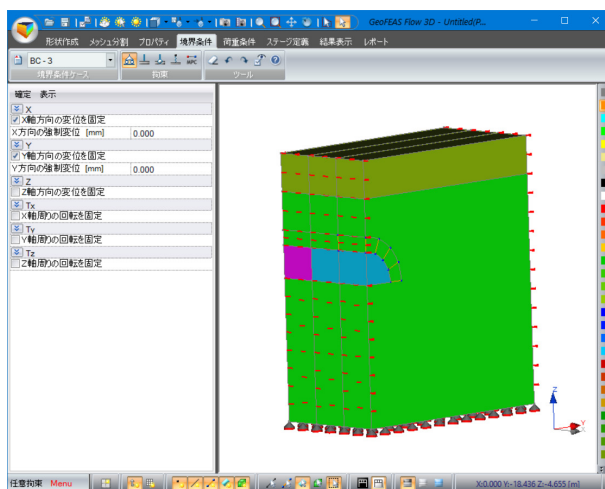 GeoFEAS Flow 3D - Untitled(P...
形状作成 メッシュ分割 プロパティ 境界条件 荷重条件 ステージ定義 結果表示 レポート
BC - 3
MPC
境界条件ケース 拘束 ツール
確定 表示
X
X軸方向の変位を固定
X方向の強制変位 [mm] 0.000
Y
Y軸方向の変位を固定
Y方向の強制変位 [mm] 0.000
Z
Z軸方向の変位を固定
Tx
X軸周りの回転を固定
Ty
Y軸周りの回転を固定
Tz
Z軸周りの回転を固定
Z
Y
任意拘束 Menu
X:0.000 Y:-18.436 Z:-4.655 [m]